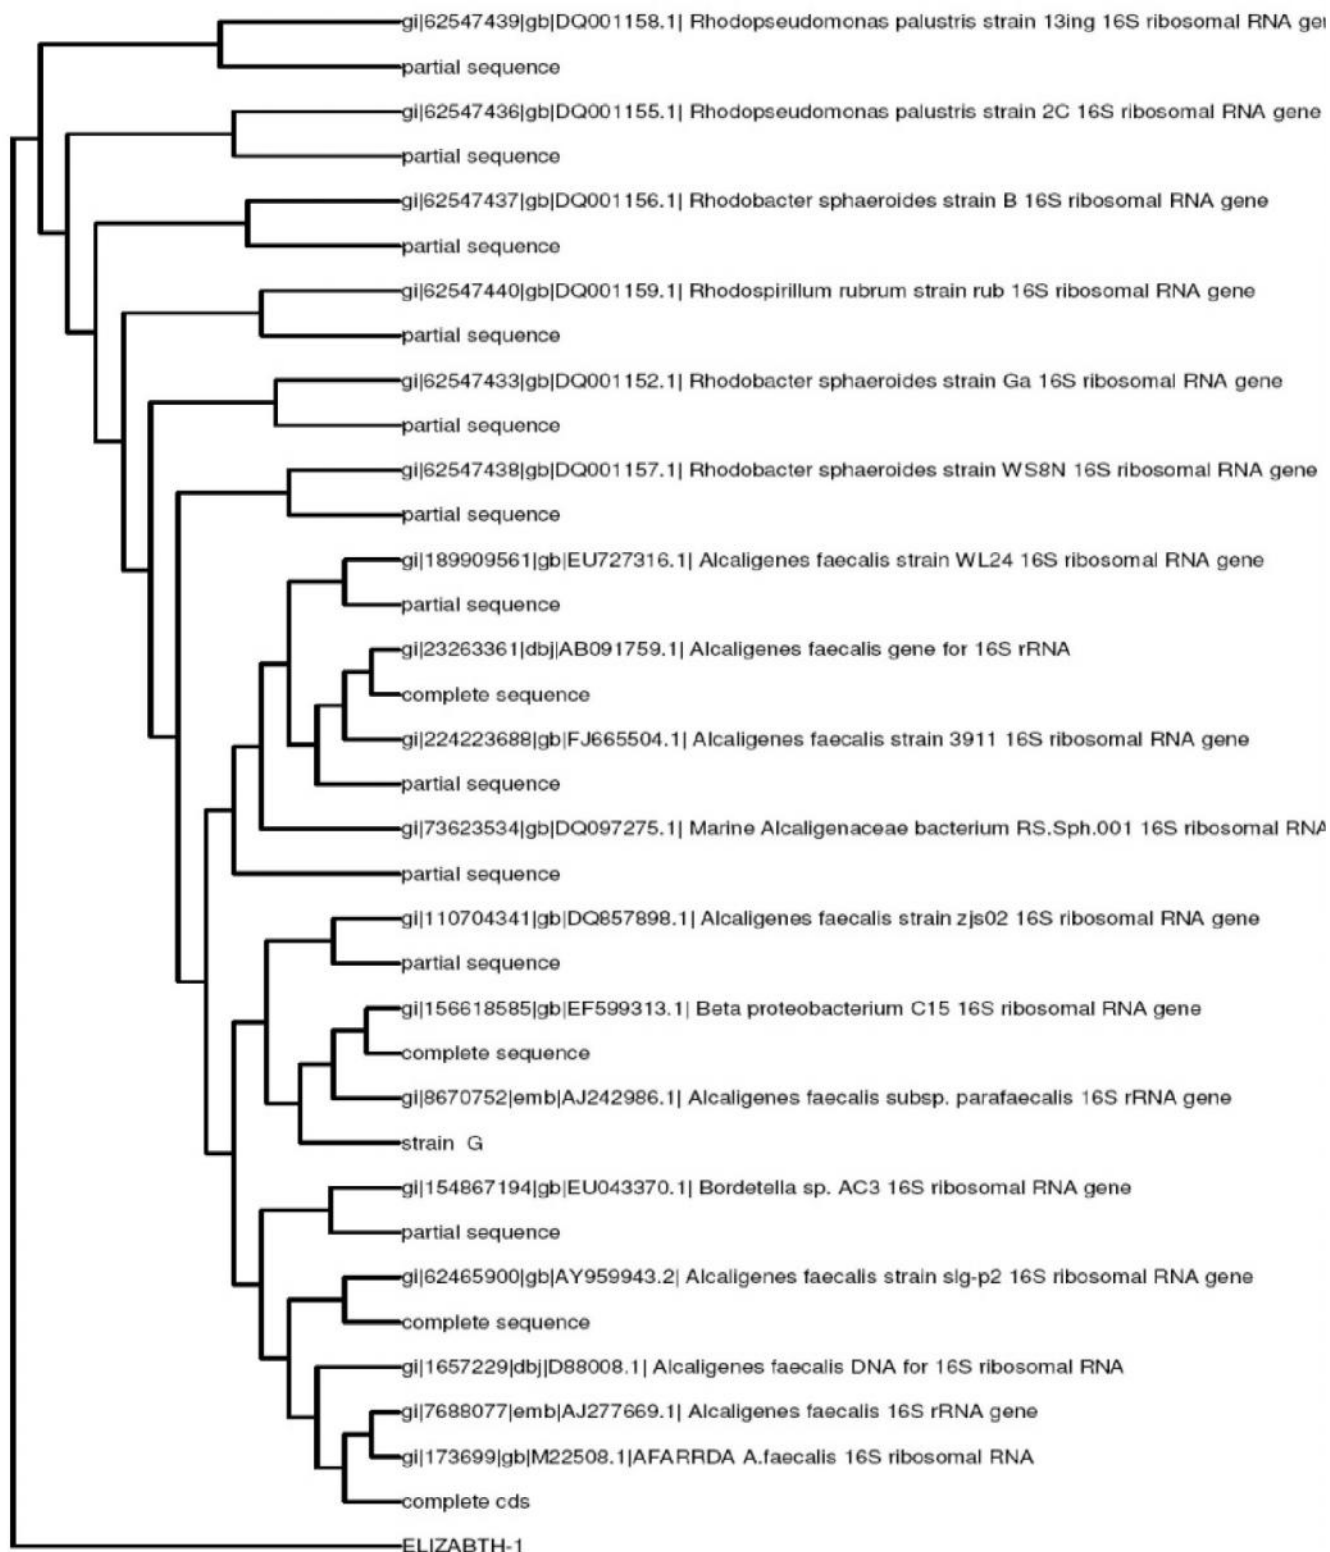 gi|62547439|gb|DQ001158.1| Rhodopseudomonas palustris strain 13ing 16S ribosomal RNA
partial sequence
gi|62547436|gb|DQ001155.1| Rhodopseudomonas palustris strain 2C 16S ribosomal RNA gene
partial sequence
gi|62547437|gb|DQ001156.1| Rhodobacter sphaeroides strain B 16S ribosomal RNA gene
partial sequence
gi|62547440|gb|DQ001159.1| Rhodospirillum rubrum strain rub 16S ribosomal RNA gene
partial sequence
gi|62547433|gb|DQ001152.1| Rhodobacter sphaeroides strain Ga 16S ribosomal RNA gene
partial sequence
gi|62547438|gb|DQ001157.1| Rhodobacter sphaeroides strain WS8N 16S ribosomal RNA gene
partial sequence
gi|189909561|gb|EU727316.1| Alcaligenes faecalis strain WL24 16S ribosomal RNA gene
partial sequence
gi|23263361|dbj|AB091759.1| Alcaligenes faecalis gene for 16S rRNA
complete sequence
gi|224223688|gb|FJ665504.1| Alcaligenes faecalis strain 3911 16S ribosomal RNA gene
partial sequence
gi|73623534|gb|DQ097275.1| Marine Alcaligenaceae bacterium RS.Sph.001 16S ribosomal RNA
partial sequence
gi|110704341|gb|DQ857898.1| Alcaligenes faecalis strain zjs02 16S ribosomal RNA gene
partial sequence
gi|156618585|gb|EF599313.1| Beta proteobacterium C15 16S ribosomal RNA gene
complete sequence
gi|8670752|emb|AJ242986.1| Alcaligenes faecalis subsp. parafaecalis 16S rRNA gene
strain G
gi|154867194|gb|EU043370.1| Bordetella sp. AC3 16S ribosomal RNA gene
partial sequence
gi|62465900|gb|AY959943.2| Alcaligenes faecalis strain slg-p2 16S ribosomal RNA gene
complete sequence
gi|1657229|dbj|D88008.1| Alcaligenes faecalis DNA for 16S ribosomal RNA
gi|7688077|emb|AJ277669.1| Alcaligenes faecalis 16S rRNA gene
gi|173699|gb|M22508.1|AFARRDA A.faecalis 16S ribosomal RNA
complete cds
ELIZABTH-1